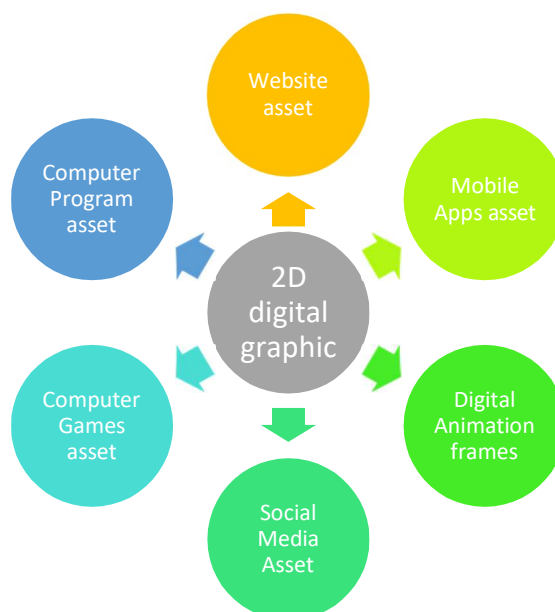 Website
asset
Computer
Program
asset
Mobile
Apps asset
2D
digital
graphic
Computer
Games
asset
Digital
Animation
frames
Social
Media
Asset